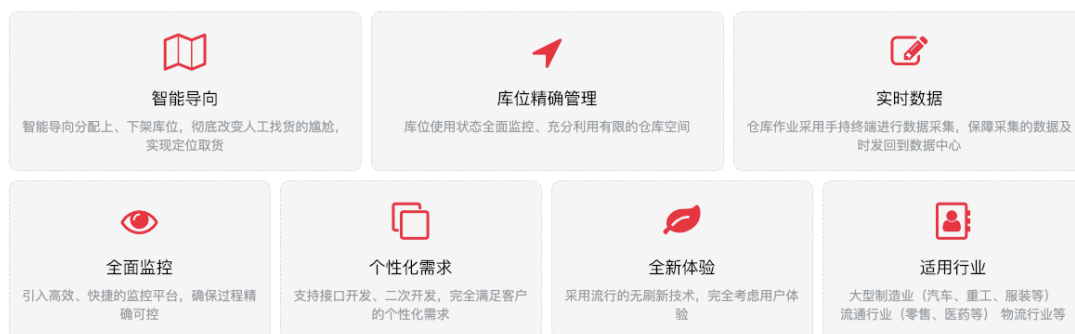 智能导向
智能导向分配上、下架库位，彻底改变人工找货的尴尬，
实现定位取货
库位精确管理
库位使用状态全面监控、充分利用有限的仓库空间
实时数据
仓库作业采用手持终端进行数据采集，保障采集的数据及
时发回到数据中心
全面监控
引入高效、快捷的监控平台，确保过程精
确可控
个性化需求
支持接口开发、二次开发，完全满足客户
的个性化需求
全新体验
采用流行的无刷新技术，完全考虑用户体
验
适用行业
大型制造业（汽车、重工、服装等）
流通行业（零售、医药等） 物流行业等